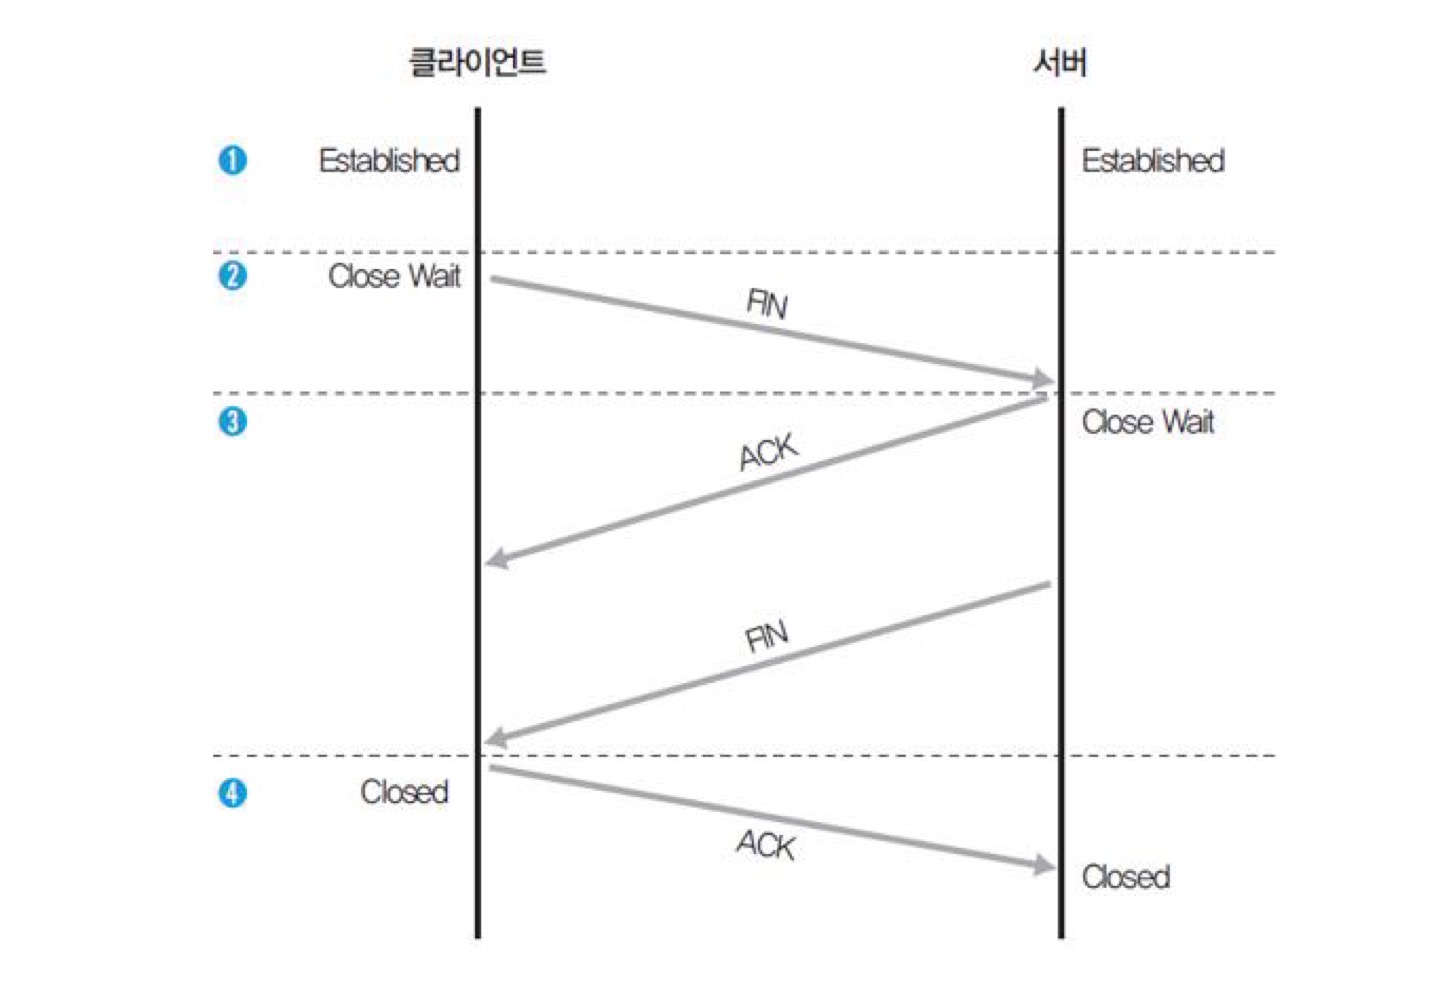 클라이언트 서버
1 Established Established
2 Close Wait
FIN
3 Close Wait
ACK
FIN
4 Closed
ACK
Closed